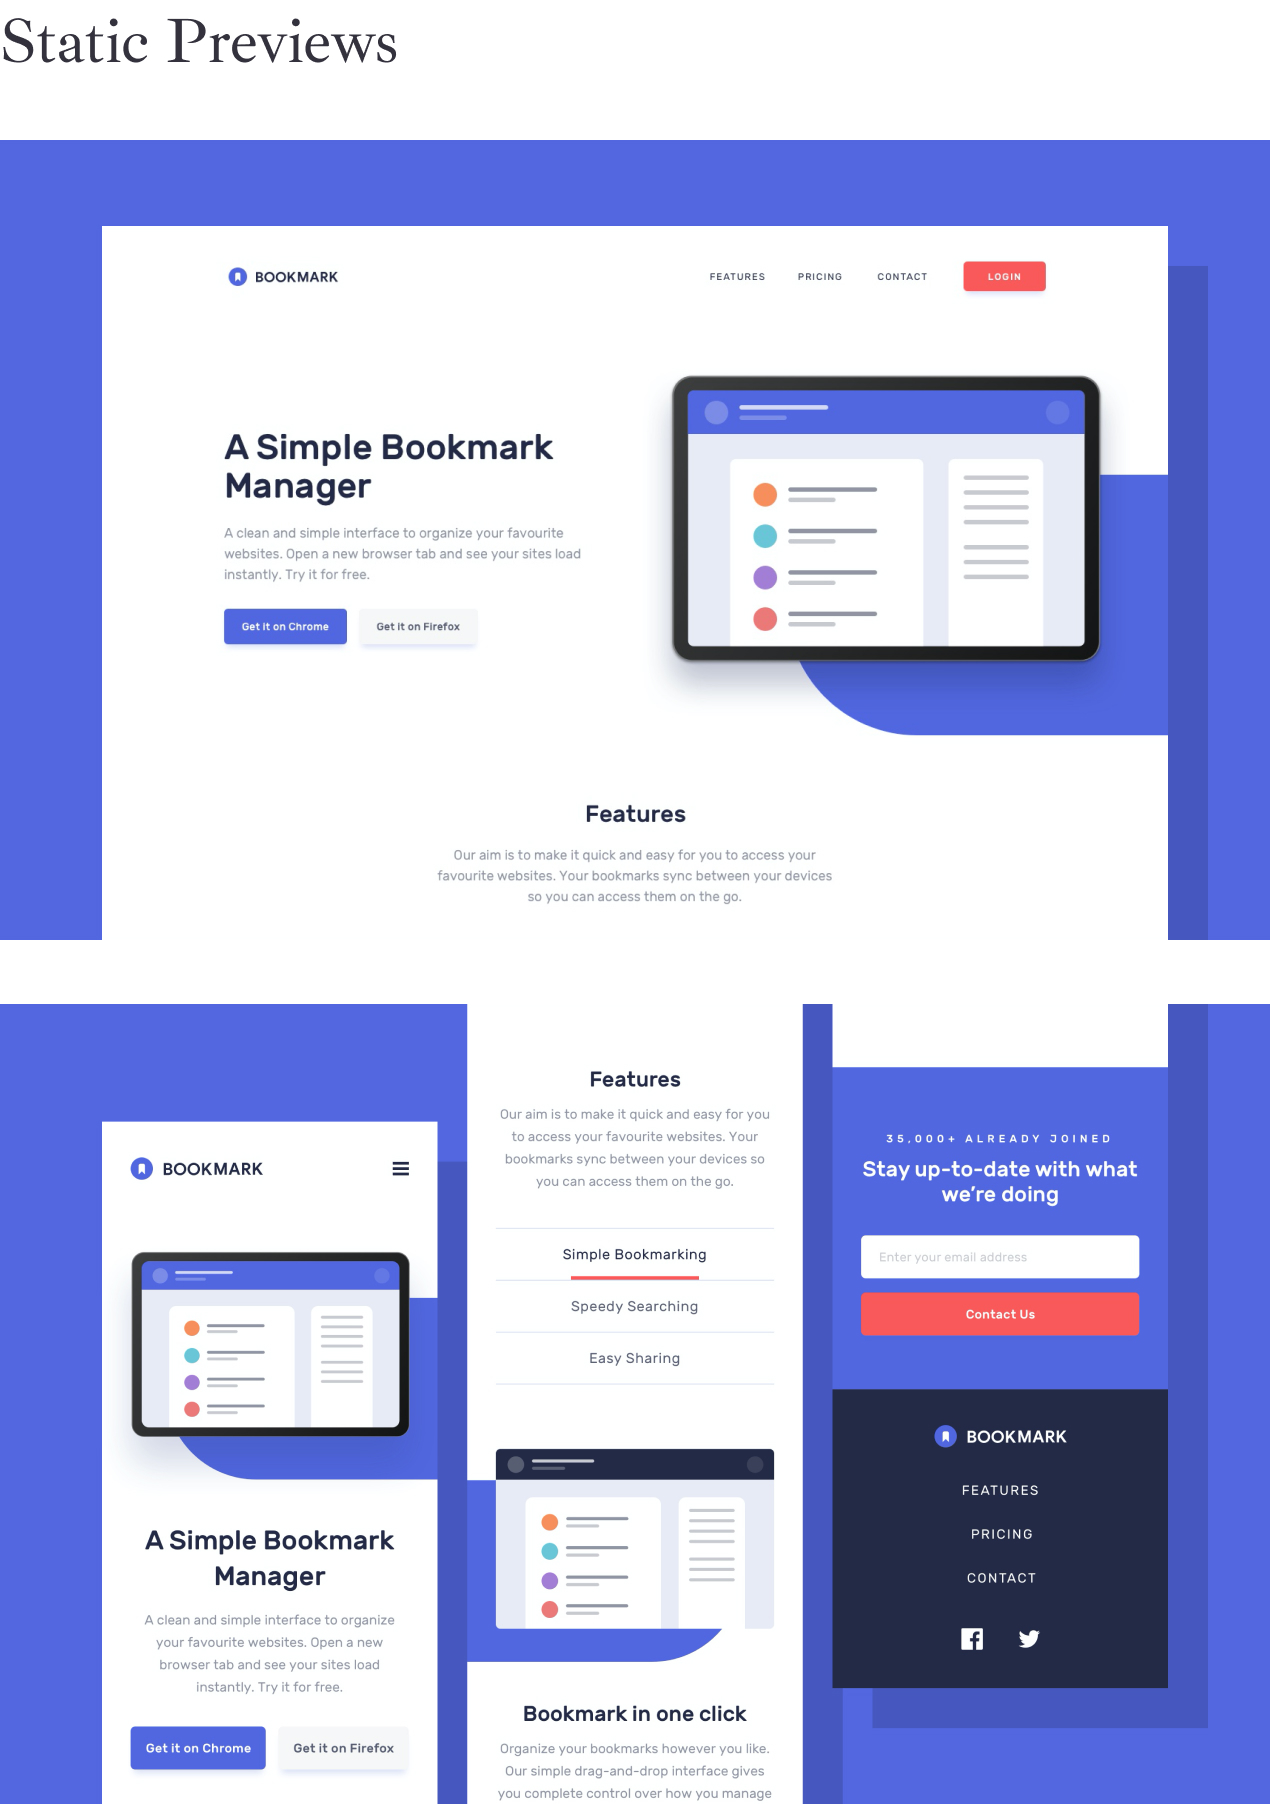 Static Previews
BOOKMARK
FEATURES
PRICING
CONTACT
LOGIN
A Simple Bookmark
Manager
A clean and simple interface to organize your favourite
websites. Open a new browser tab and see your sites load
instantly. Try it for free.
Get it on Chrome
Get it on Firefox
Features
Our aim is to make it quick and easy for you to access your
favourite websites. Your bookmarks sync between your devices
so you can access them on the go.
BOOKMARK
A Simple Bookmark
Manager
A clean and simple interface to organize
your favourite websites. Open a new
browser tab and see your sites load
instantly. Try it for free.
Get it on Chrome
Get it on Firefox
Features
Our aim is to make it quick and easy for you
to access your favourite websites. Your
bookmarks sync between your devices so
you can access them on the go.
Simple Bookmarking
Speedy Searching
Easy Sharing
Bookmark in one click
Organize your bookmarks however you like.
Our simple drag-and-drop interface gives
you complete control over how you manage
35,000+ ALREADY JOINED
Stay up-to-date with what
we’re doing
Enter your email address
Contact Us
BOOKMARK
FEATURES
PRICING
CONTACT